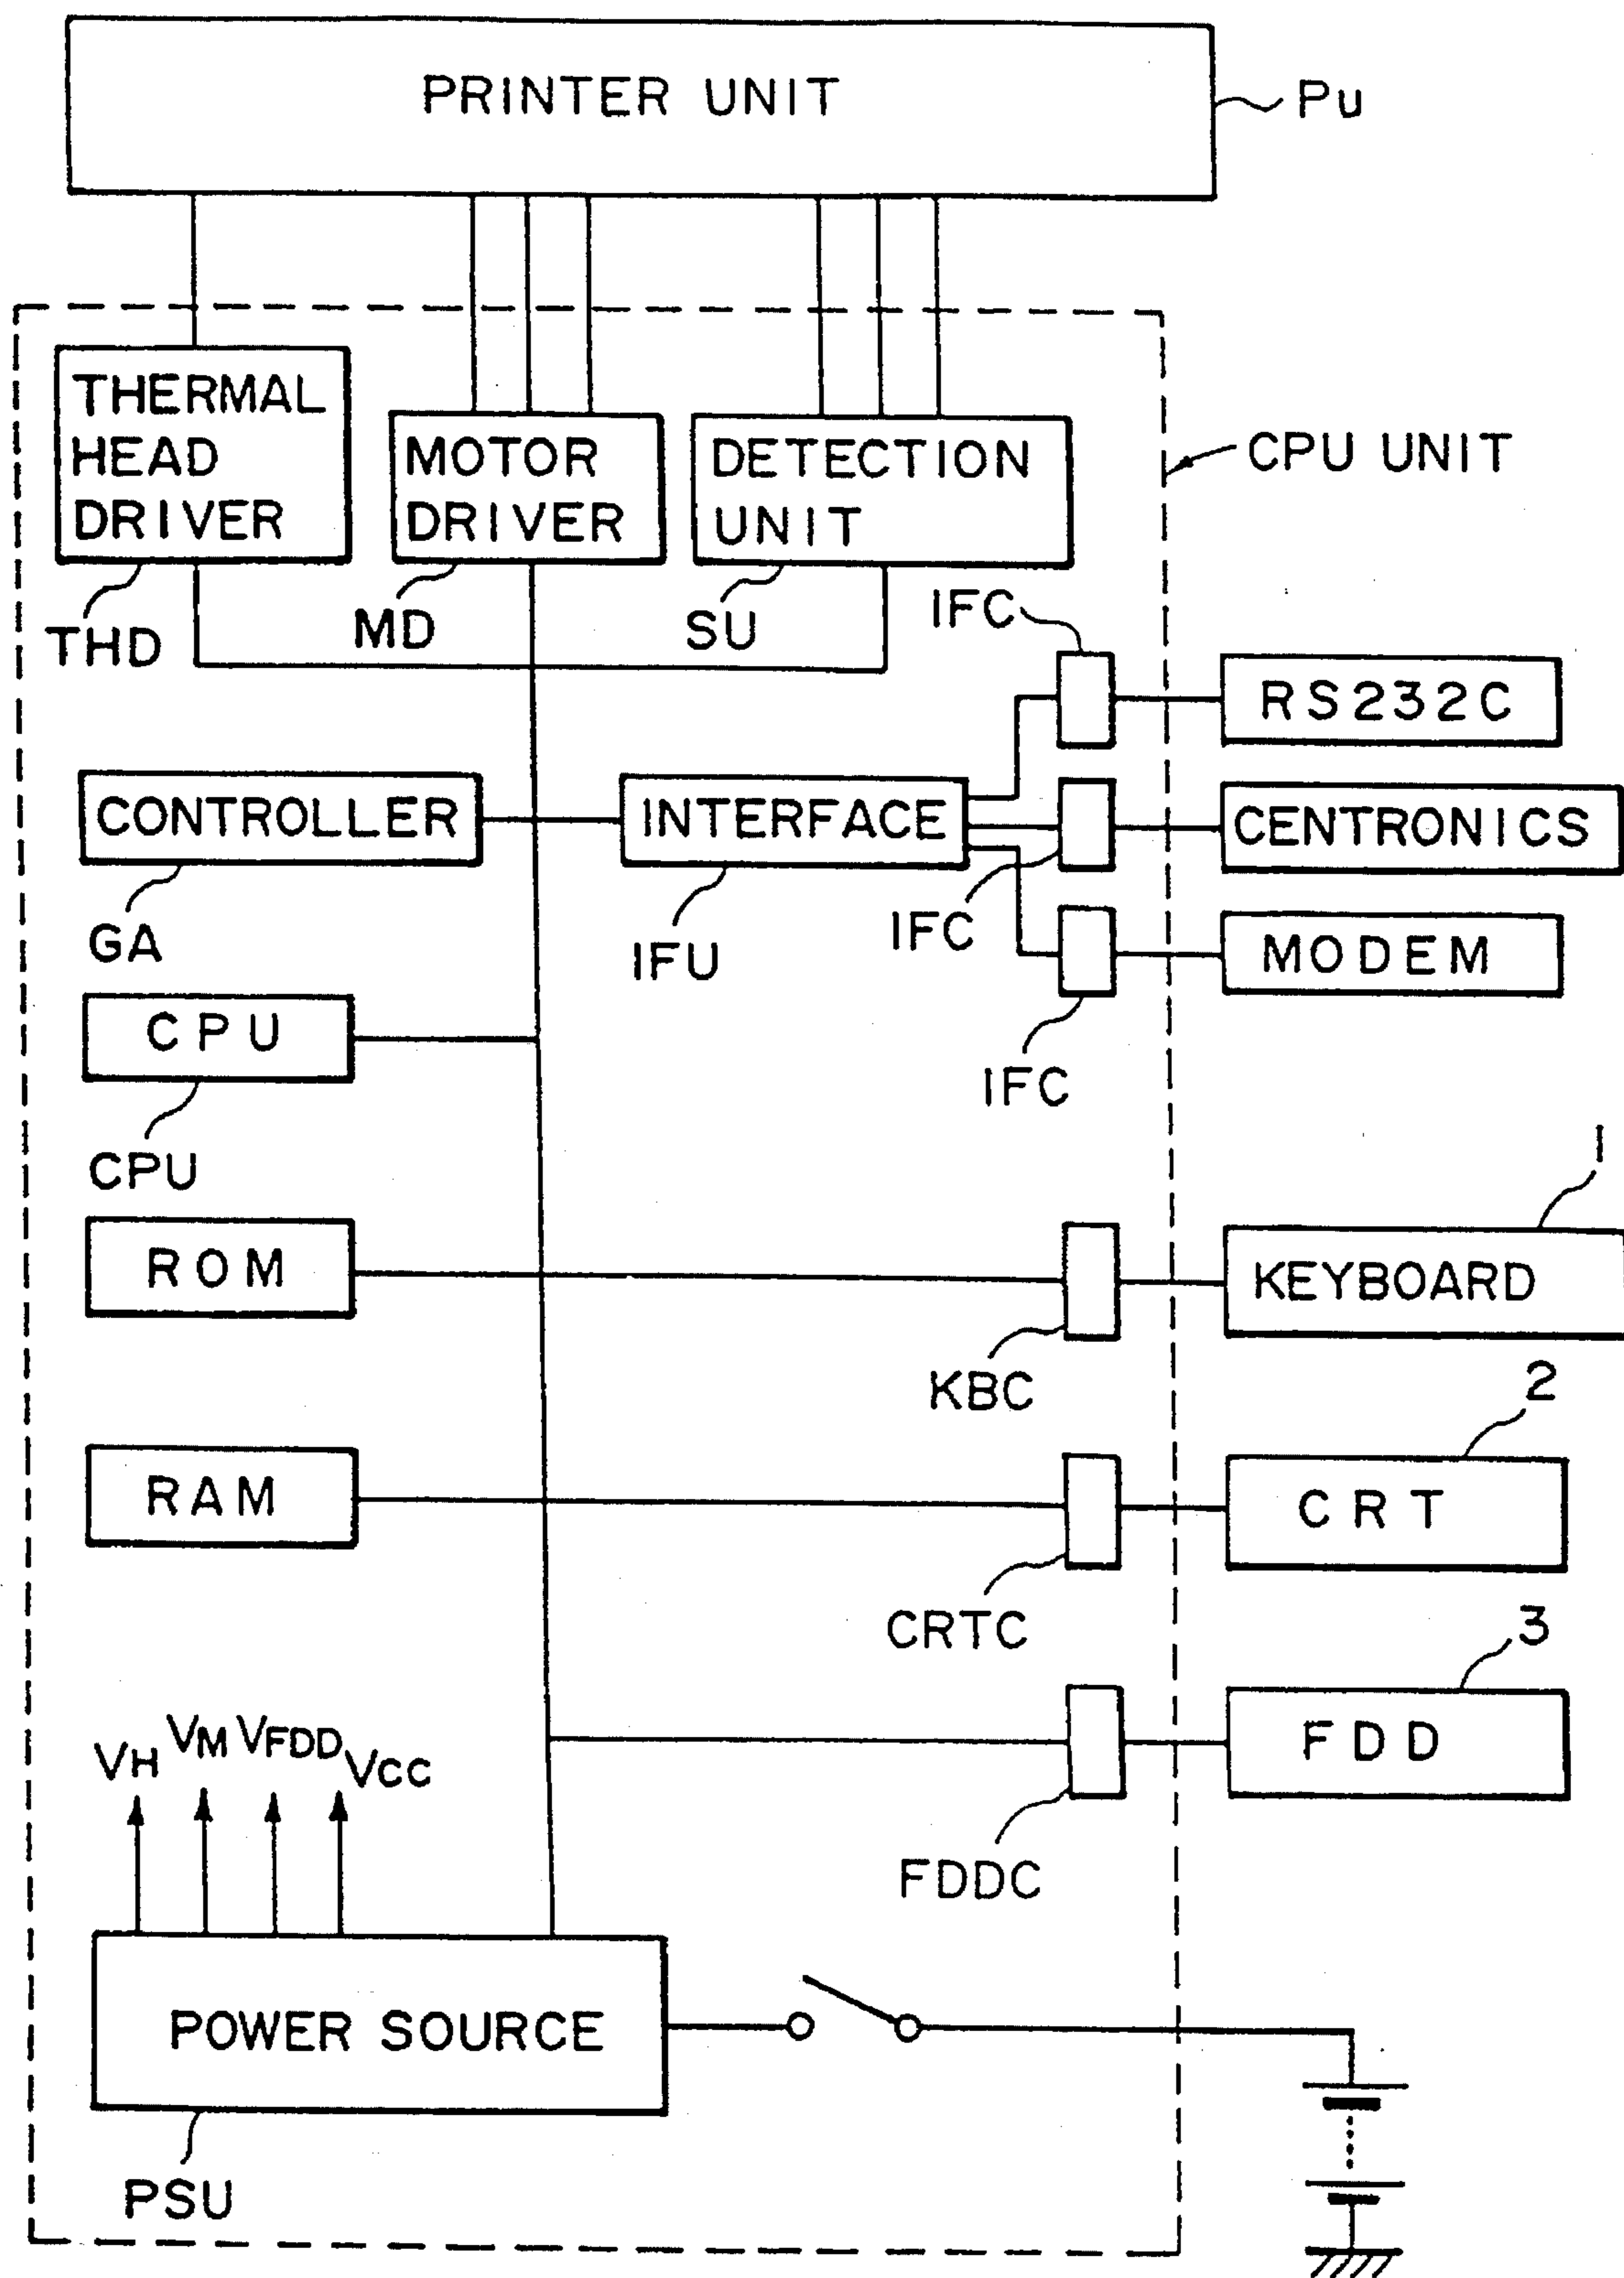 PRINTER UNIT
Pu
THERMAL
HEAD
DRIVER
MOTOR
DRIVER
DETECTION
UNIT
CPU UNIT
THD
MD
SU
IFC
RS232C
CONTROLLER
INTERFACE
CENTRONICS
GA
IFU
IFC
MODEM
CPU
IFC
CPU
1
ROM
KEYBOARD
KBC
2
RAM
CRT
CRTC
3
VH VM VFDD VCC
FDD
FDDC
POWER SOURCE
PSU